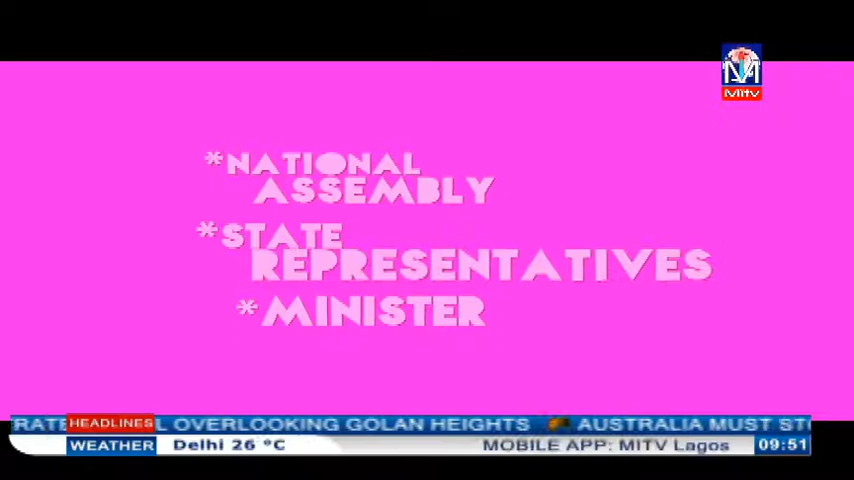 MITV
*NATIONAL
ASSEMBLY
*STATE
REPRESENTATIVES
*MINISTER
HEADLINES
OVERLOOKING GOLAN HEIGHTS AUSTRALIA MUST
WEATHER Delhi 26 °C MOBILE APP: MITV Lagos 09:51